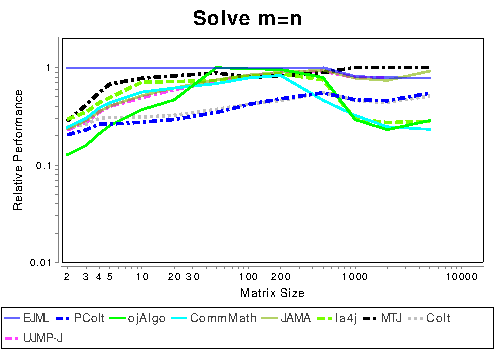 Solve m=n
Relative Performance
1
0.1
0.01
2 3 4 5 10 20 30 100 200 1000 10000
Matrix Size
EJML PColt ojAlgo CommMath JAMA la4j MTJ Colt
UJMP-J